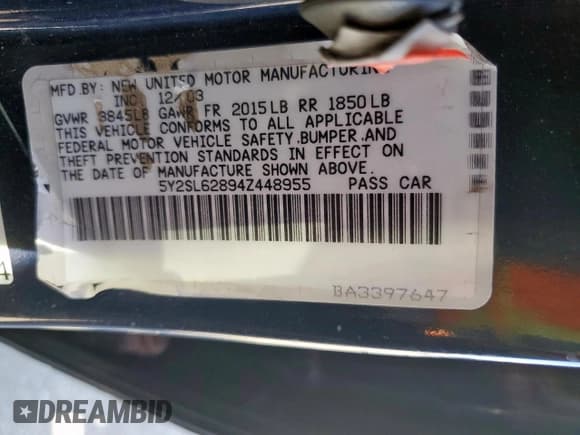 MFD.BY: NEW UNITED MOTOR MANUFACTURIN
INC 12/03
GVWR 3845LB GAWR FR 2015LB RR 1850LB
THIS VEHICLE CONFORMS TO ALL APPLICABLE
FEDERAL MOTOR VEHICLE SAFETY,BUMPER,AND
THEFT PREVENTION STANDARDS IN EFFECT ON
THE DATE OF MANUFACTURE SHOWN ABOVE.
5Y2SL62894Z448955 PASS CAR
BA3397647
4
DREAMBID